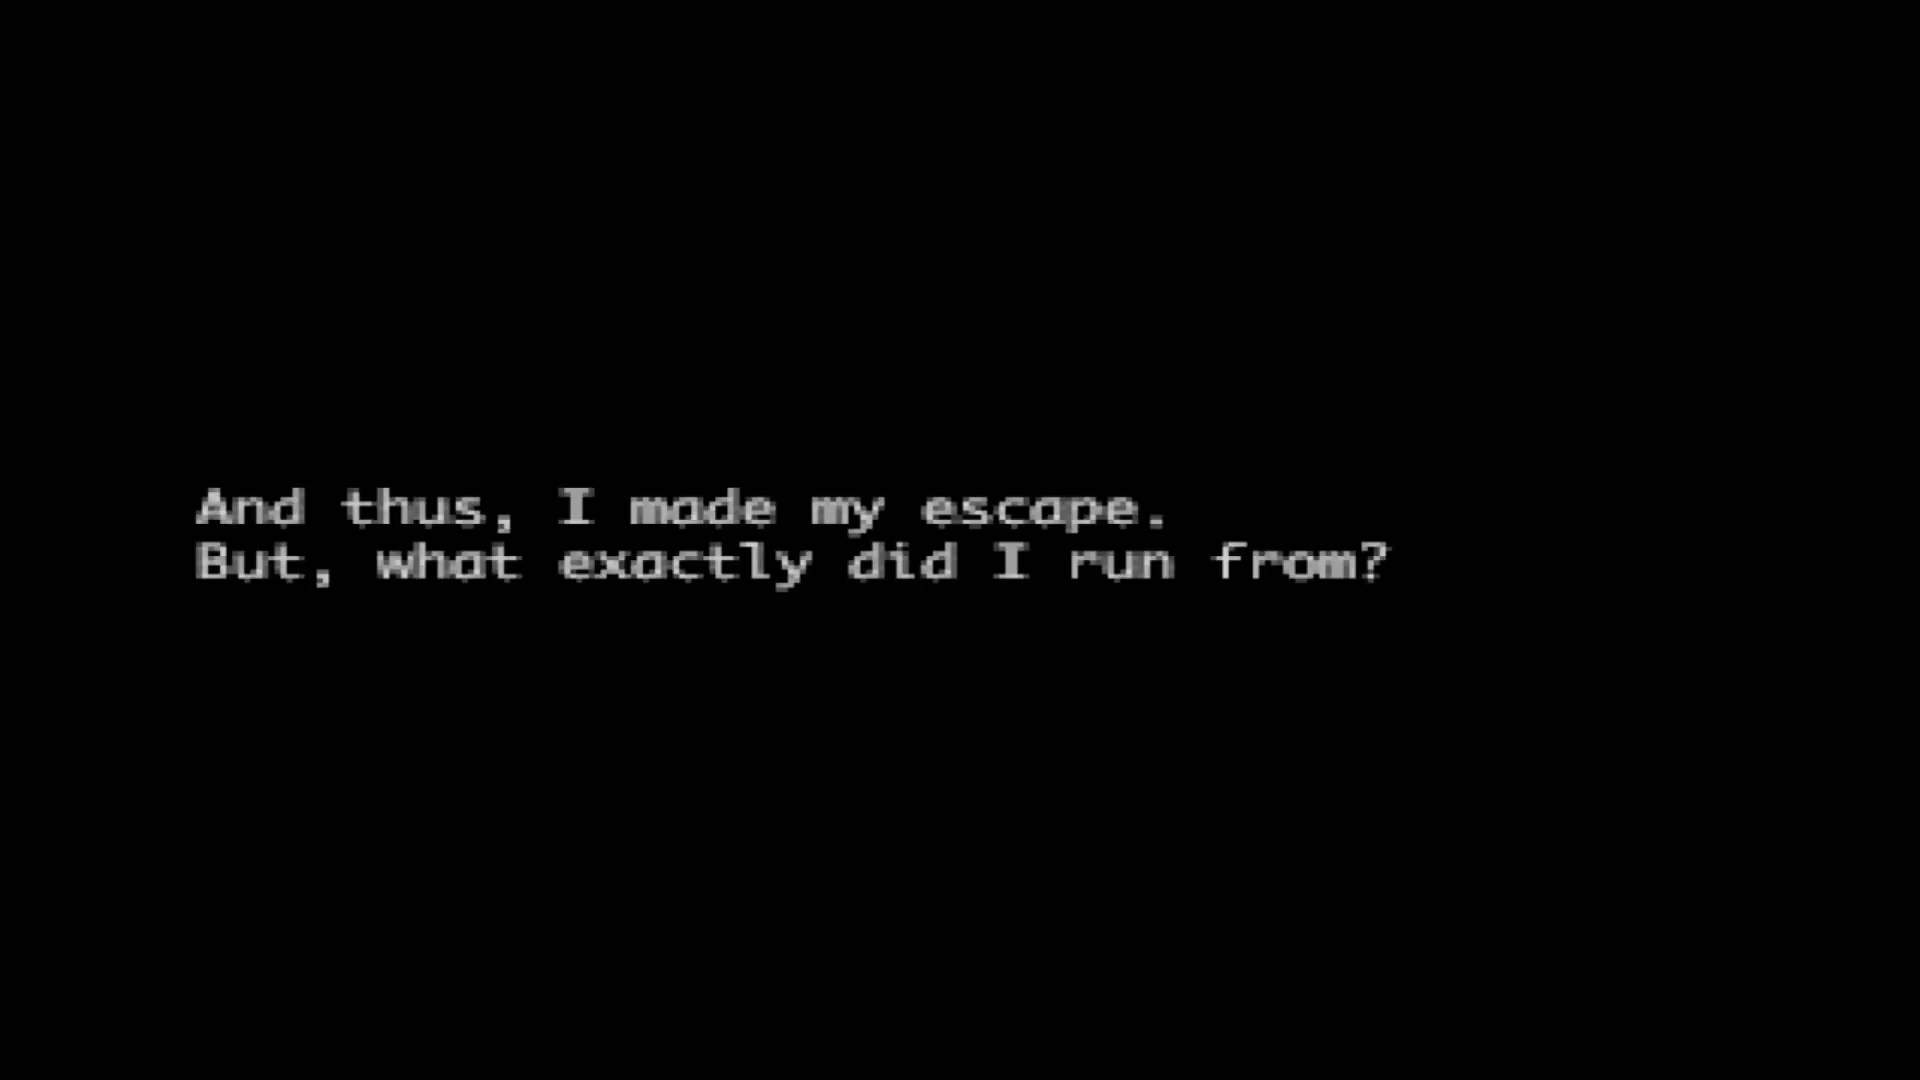 And thus, I made my escape.
But, what exactly did I run from?